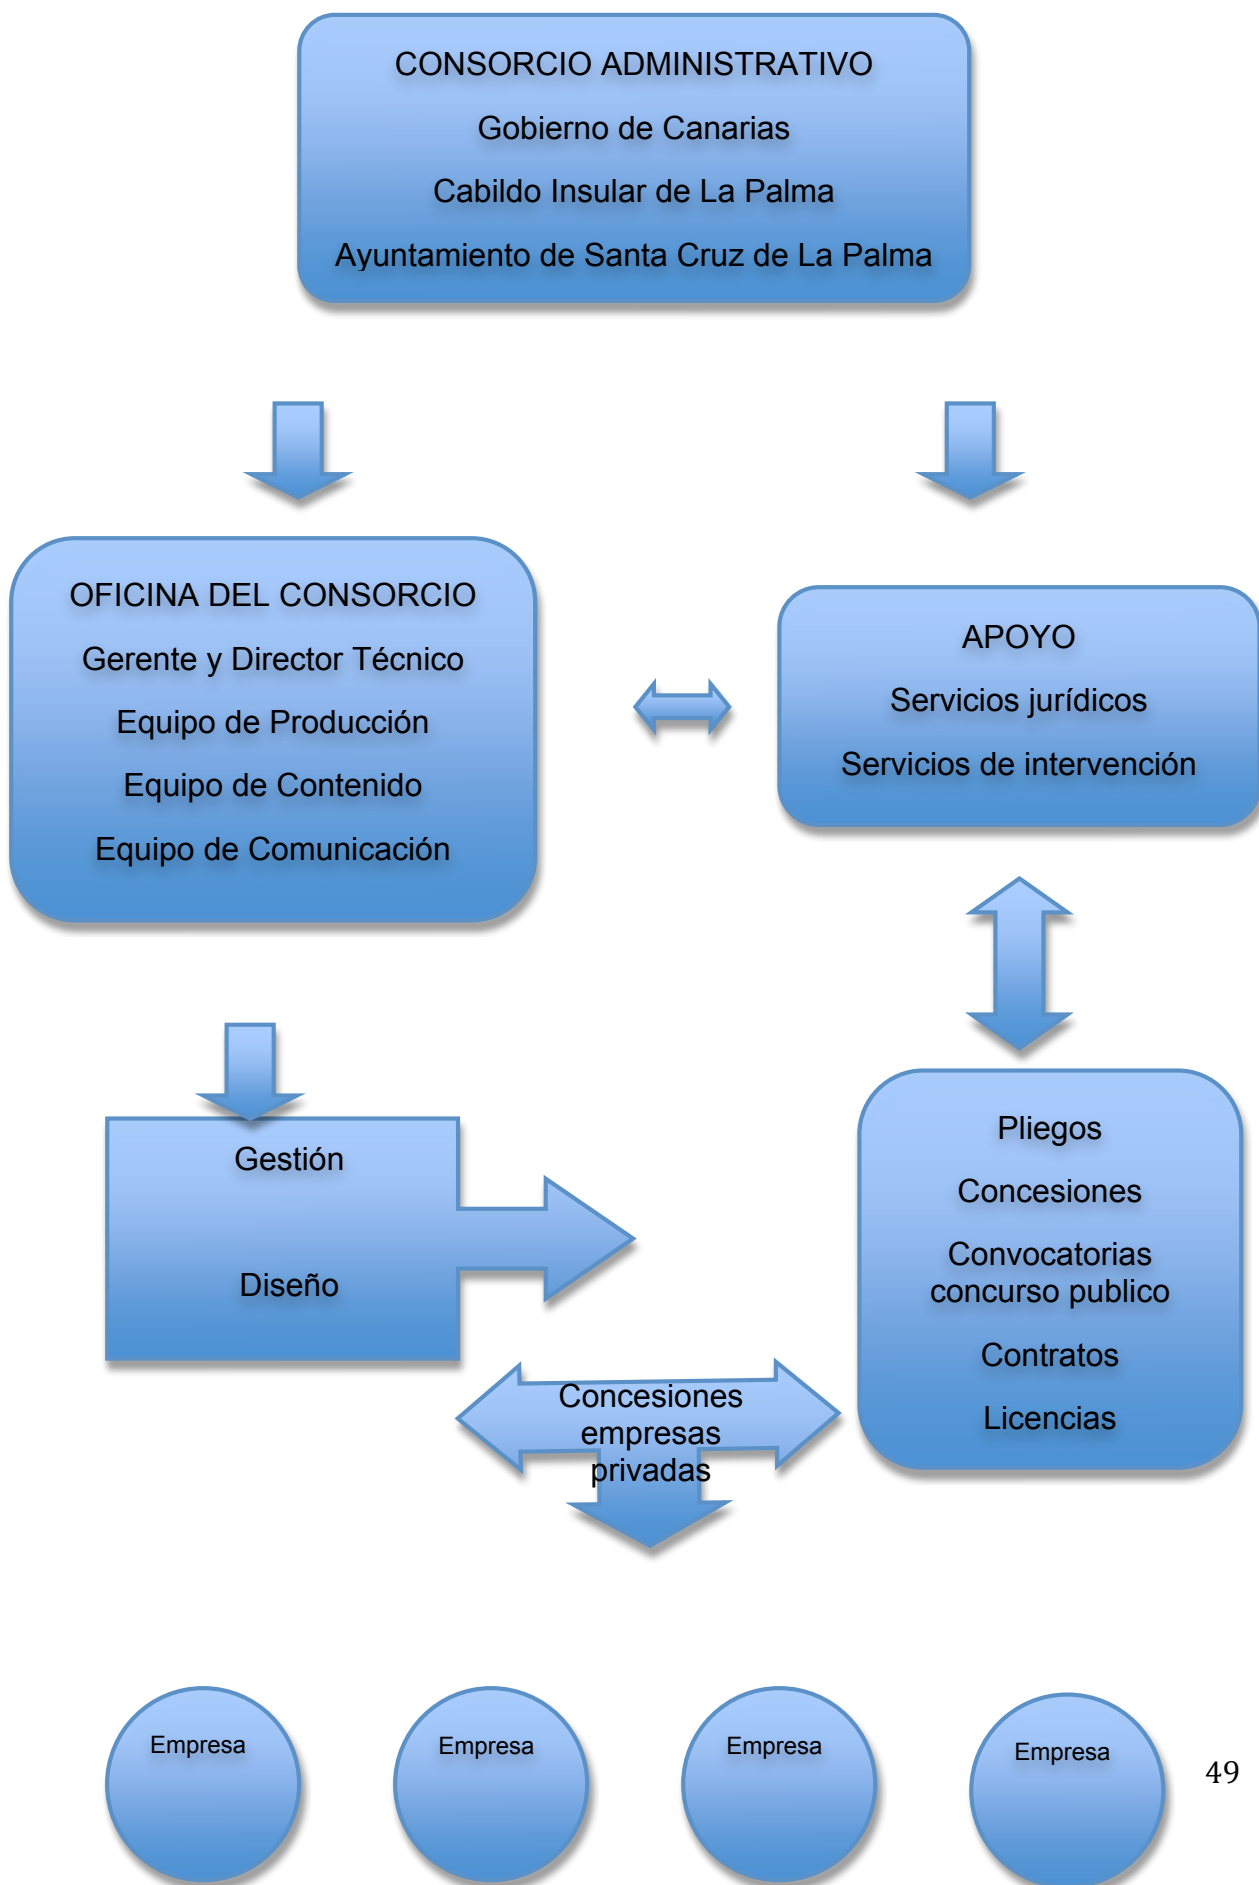 CONSORCIO ADMINISTRATIVO
Gobierno de Canarias
Cabildo Insular de La Palma
Ayuntamiento de Santa Cruz de La Palma
OFICINA DEL CONSORCIO
Gerente y Director Técnico
Equipo de Producción
Equipo de Contenido
Equipo de Comunicación
APOYO
Servicios jurídicos
Servicios de intervención
Gestión
Diseño
Pliegos
Concesiones
Convocatorias
concurso publico
Contratos
Licencias
Concesiones
empresas
privadas
Empresa
Empresa
Empresa
Empresa
49